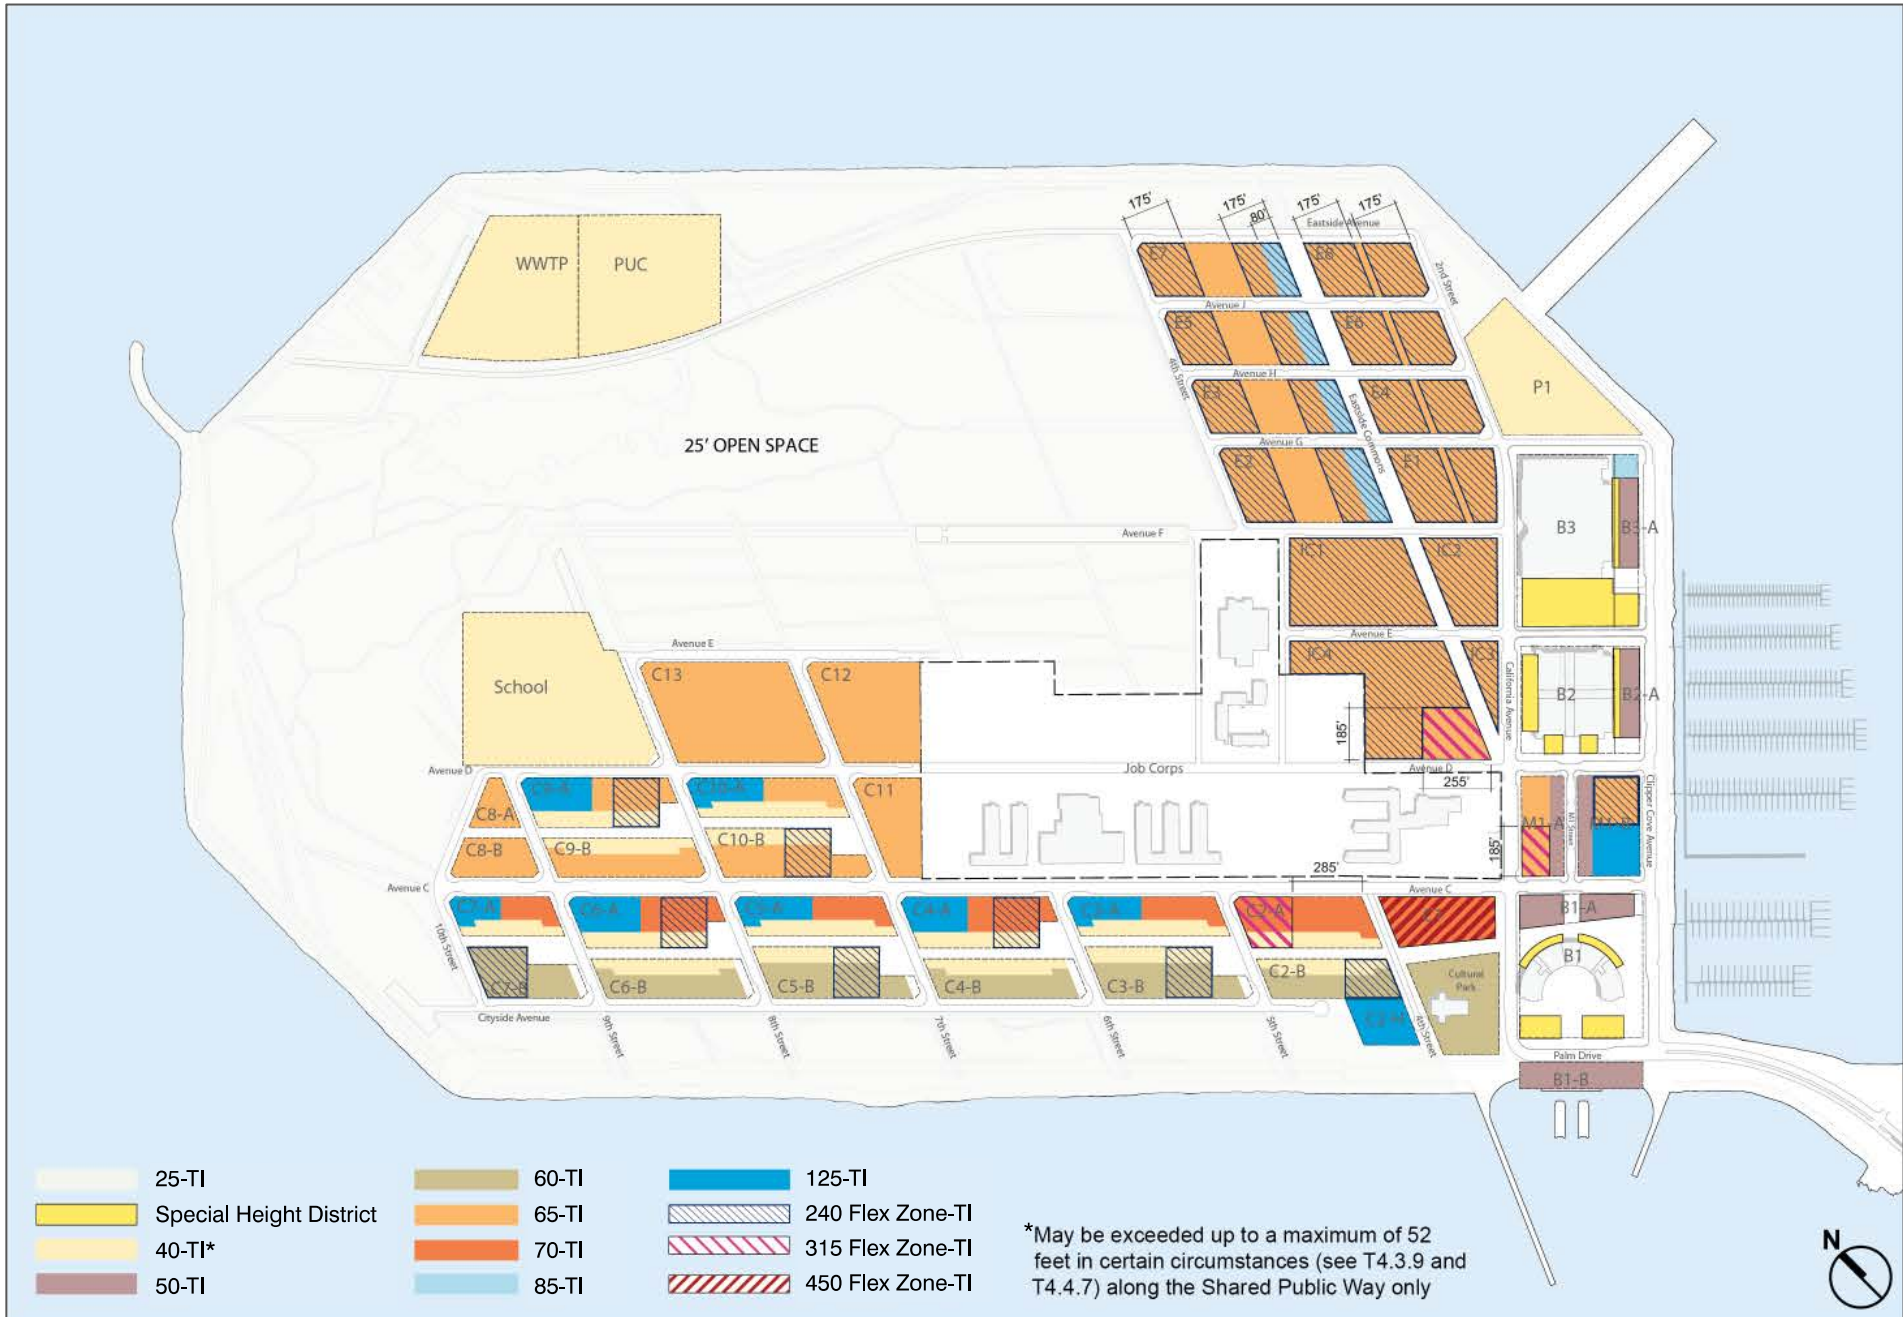 175'
175'
80'
175'
175'
Eastside Avenue
WWTP
PUC
E7
E8
2nd Street
Avenue J
E5
E6
4th Street
Avenue H
P1
E3
E4
Eastside Commons
25' OPEN SPACE
Avenue G
E2
E1
B3
B3-A
Avenue F
IC1
IC2
Avenue E
Avenue E
IC4
IC3
School
C13
C12
California Avenue
B2
B2-A
185'
Avenue D
Job Corps
Avenue D
255'
C9-A
C10-A
C11
C8-A
M1-A
M1 Street
Clipper Cove Avenue
C10-B
C8-B
C9-B
185'
285'
Avenue C
Avenue C
C7-A
C6-A
C5-A
C4-A
C3-A
C2-A
B1-A
10th Street
B1
C2-B
Cultural
Park
C7-B
C6-B
C5-B
C4-B
C3-B
Cityside Avenue
9th Street
8th Street
7th Street
6th Street
5th Street
4th Street
Palm Drive
B1-B
25-TI
Special Height District
40-TI*
50-TI
60-TI
65-TI
70-TI
85-TI
125-TI
240 Flex Zone-TI
315 Flex Zone-TI
450 Flex Zone-TI
*May be exceeded up to a maximum of 52
feet in certain circumstances (see T4.3.9 and
T4.4.7) along the Shared Public Way only
N